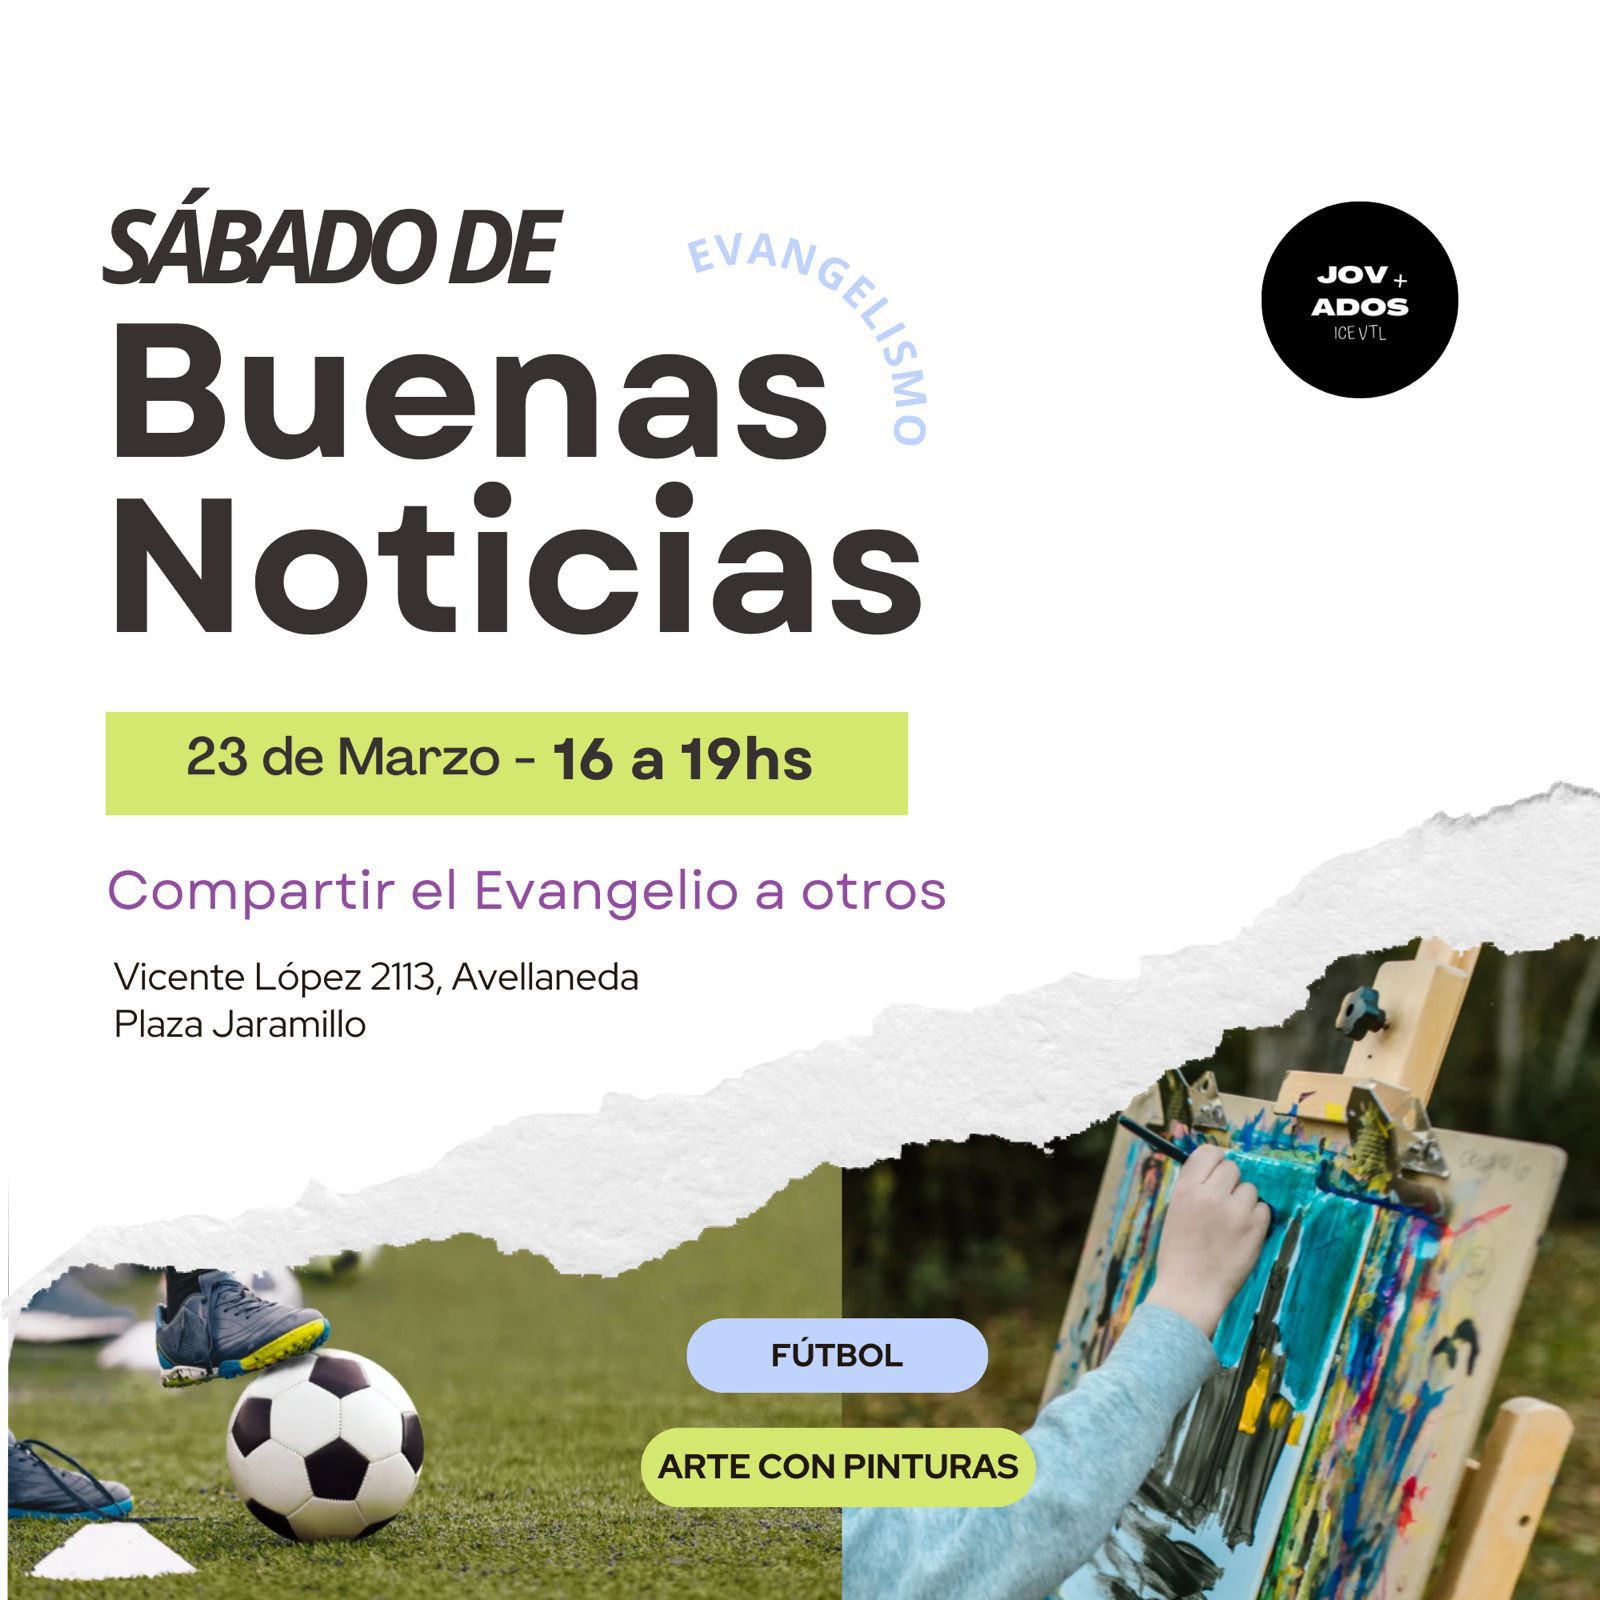 SÁBADO DE
EVANGELISMO
Buenas
Noticias
JOV +
ADOS
ICE VTL
23 de Marzo - 16 a 19hs
Compartir el Evangelio a otros
Vicente López 2113, Avellaneda
Plaza Jaramillo
FÚTBOL
ARTE CON PINTURAS